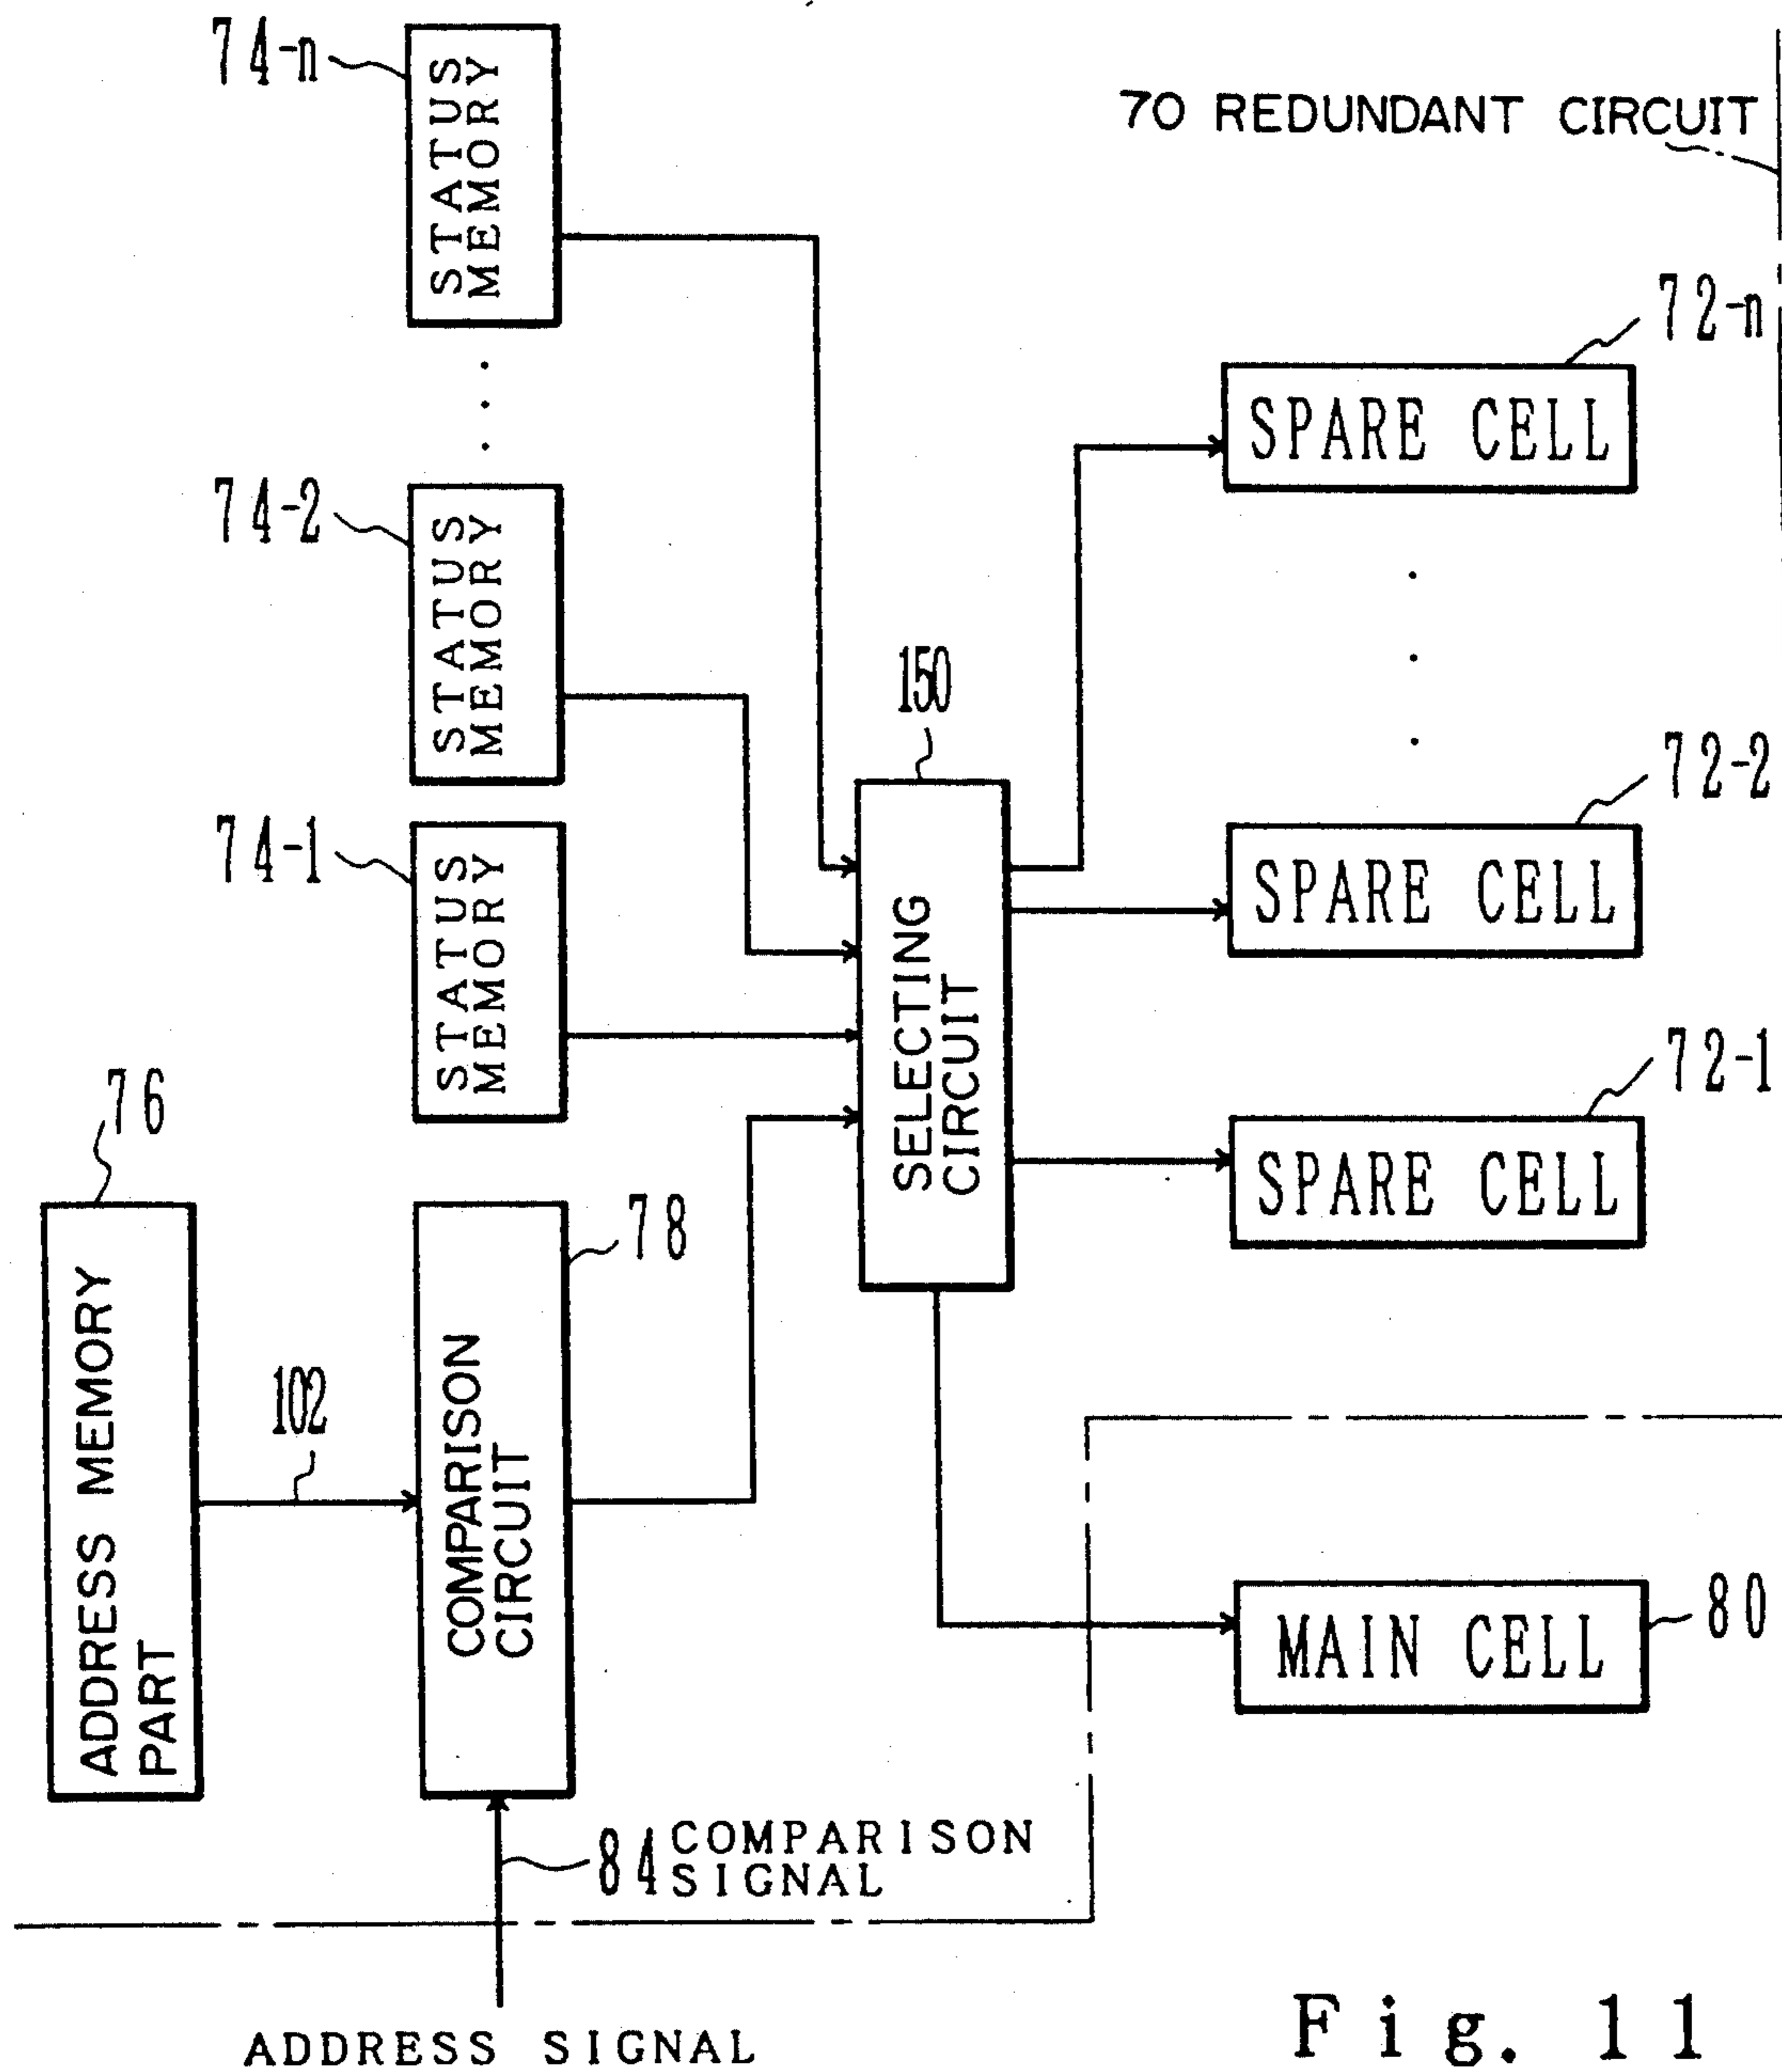 74-n
STATUS
MEMORY
70 REDUNDANT CIRCUIT
72-n
SPARE CELL
74-2
STATUS
MEMORY
150
72-2
SPARE CELL
74-1
STATUS
MEMORY
SELECTING
CIRCUIT
72-1
SPARE CELL
76
ADDRESS MEMORY
PART
102
78
COMPARISON
CIRCUIT
MAIN CELL
80
84 COMPARISON
SIGNAL
ADDRESS SIGNAL
Fig. 11